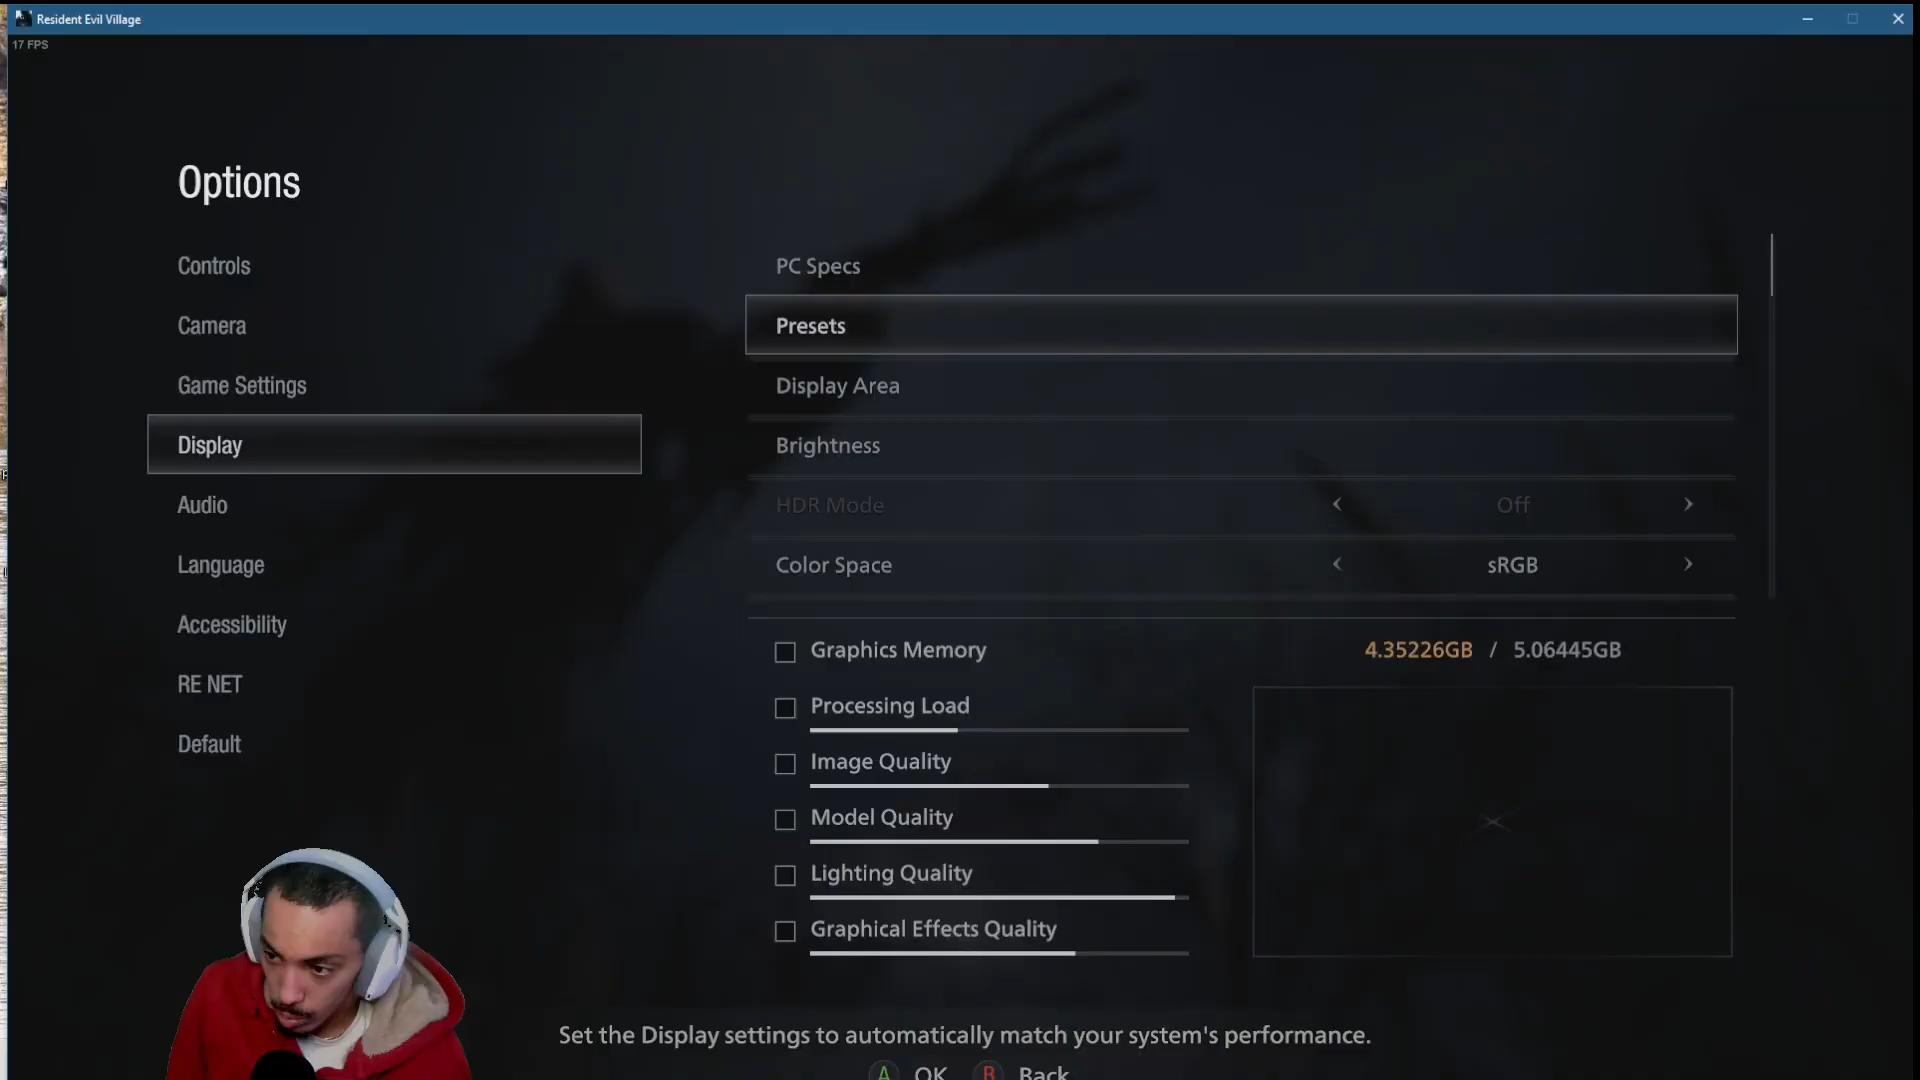 Resident Evil Village
17 FPS
Options
Controls
Camera
Game Settings
Display
Audio
Language
Accessibility
RE NET
Default
PC Specs
Presets
Display Area
Brightness
HDR Mode < Off >
Color Space < sRGB >
Graphics Memory 4.35226GB / 5.06445GB
Processing Load
Image Quality
Model Quality
Lighting Quality
Graphical Effects Quality
Set the Display settings to automatically match your system's performance.
A OK B Back